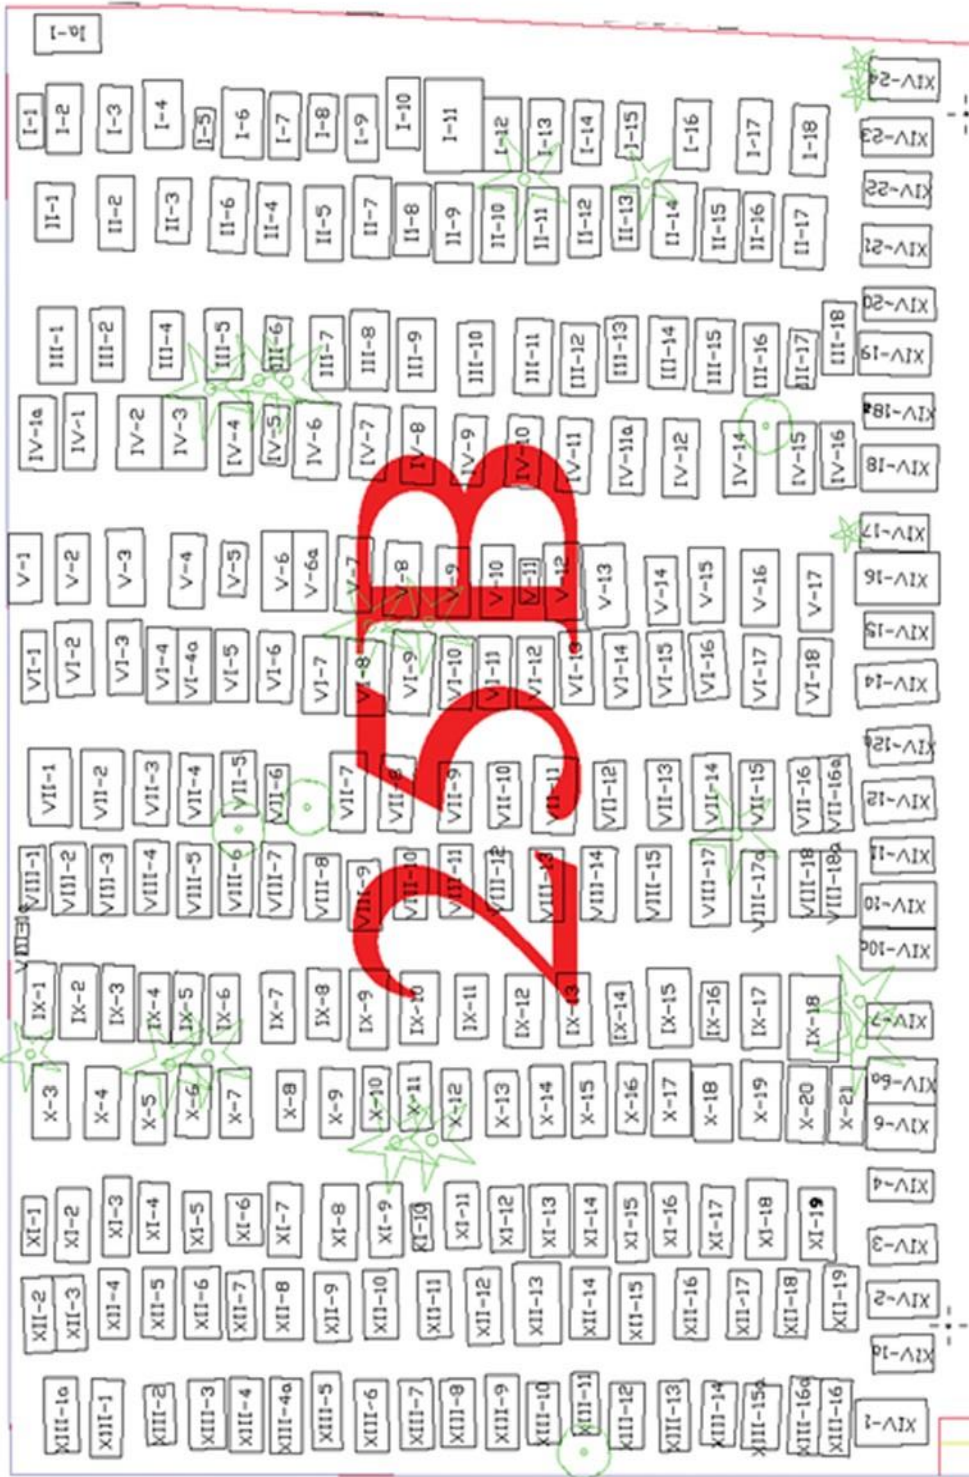 Ia-1
I-1 I-2 I-3 I-4 I-5 I-6 I-7 I-8 I-9 I-10 I-11 I-12 I-13 I-14 I-15 I-16 I-17 I-18
II-1 II-2 II-3 II-6 II-4 II-5 II-7 II-8 II-9 II-10 II-11 II-12 II-13 II-14 II-15 II-16 II-17
III-1 III-2 III-4 III-5 III-6 III-7 III-8 III-9 III-10 III-11 III-12 III-13 III-14 III-15 III-16 III-17 III-18
IV-1a IV-1 IV-2 IV-3 IV-4 IV-5 IV-6 IV-7 IV-8 IV-9 IV-10 IV-11 IV-11a IV-12 IV-14 IV-15 IV-16
V-1 V-2 V-3 V-4 V-5 V-6 V-6a V-7 V-8 V-9 V-10 V-11 V-12 V-13 V-14 V-15 V-16 V-17
VI-1 VI-2 VI-3 VI-4 VI-4a VI-5 VI-6 VI-7 VI-8 VI-9 VI-10 VI-11 VI-12 VI-13 VI-14 VI-15 VI-16 VI-17 VI-18
VII-1 VII-2 VII-3 VII-4 VII-5 VII-6 VII-7 VII-8 VII-9 VII-10 VII-11 VII-12 VII-13 VII-14 VII-15 VII-16 VII-16a
VIII-1 VIII-2 VIII-3 VIII-4 VIII-5 VIII-6 VIII-7 VIII-8 VIII-9 VIII-10 VIII-11 VIII-12 VIII-13 VIII-14 VIII-15 VIII-17 VIII-17a VIII-18 VIII-18a
IX-1 IX-2 IX-3 IX-4 IX-5 IX-6 IX-7 IX-8 IX-9 IX-10 IX-11 IX-12 IX-13 IX-14 IX-15 IX-16 IX-17 IX-18
X-3 X-4 X-5 X-6 X-7 X-8 X-9 X-10 X-11 X-12 X-13 X-14 X-15 X-16 X-17 X-18 X-19 X-20 X-21
XI-1 XI-2 XI-3 XI-4 XI-5 XI-6 XI-7 XI-8 XI-9 XI-10 XI-11 XI-12 XI-13 XI-14 XI-15 XI-16 XI-17 XI-18 XI-19
XII-2 XII-3 XII-4 XII-5 XII-6 XII-7 XII-8 XII-9 XII-10 XII-11 XII-12 XII-13 XII-14 XII-15 XII-16 XII-17 XII-18 XII-19
XIII-1a XIII-1 XIII-2 XIII-3 XIII-4 XIII-4a XIII-5 XIII-6 XIII-7 XIII-8 XIII-9 XIII-10 XIII-11 XIII-12 XIII-13 XIII-14 XIII-15a XIII-16a XIII-16
XIV-24
XIV-23
XIV-22
XIV-21
XIV-20
XIV-19
XIV-18a
XIV-18
XIV-17
XIV-16
XIV-15
XIV-14
XIV-12a
XIV-12
XIV-11
XIV-10
XIV-10a
XIV-7
XIV-6a
XIV-6
XIV-4
XIV-3
XIV-2
XIV-1a
XIV-1
25B